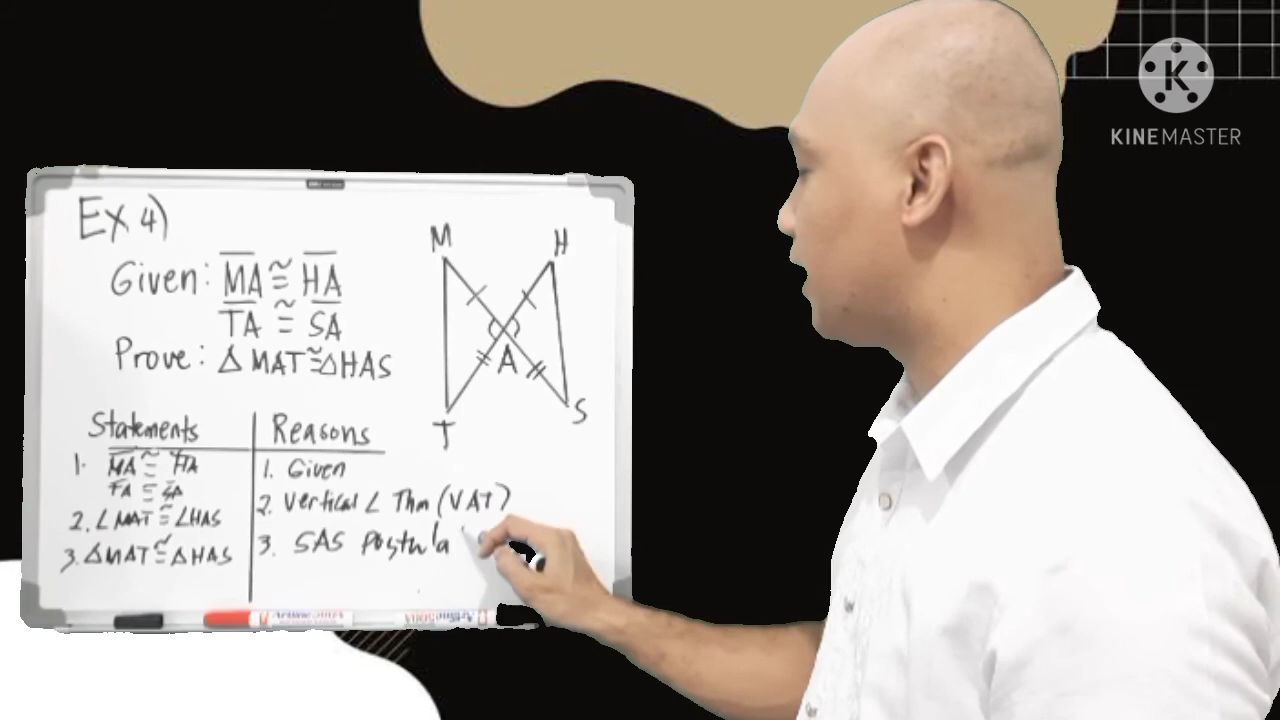 Ex 4)
Given: MA ≅ HA
TA ≅ SA
Prove: △MAT ≅ △HAS
M
H
A
T
S
Statements
Reasons
1. MA ≅ HA
1. Given
TA ≅ SA
2. ∠MAT ≅ ∠HAS
2. Vertical ∠ Thm (VAT)
3. △MAT ≅ △HAS
3. SAS Postula
K
KINEMASTER